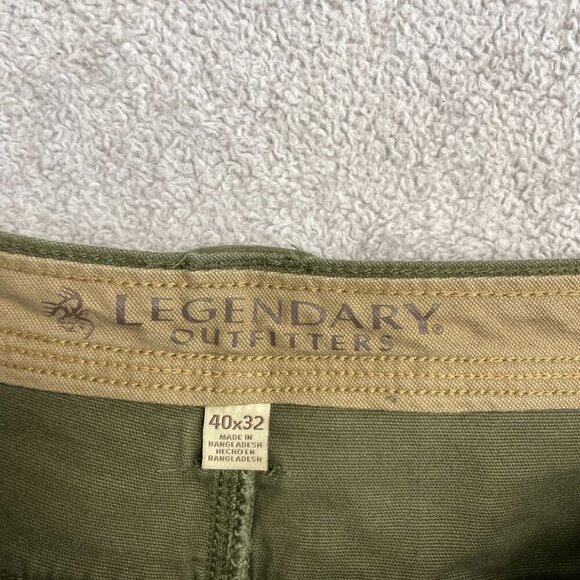 LEGENDARY®
OUTFITTERS
40x32
MADE IN
BANGLADESH
HECHO EN
BANGLADESH